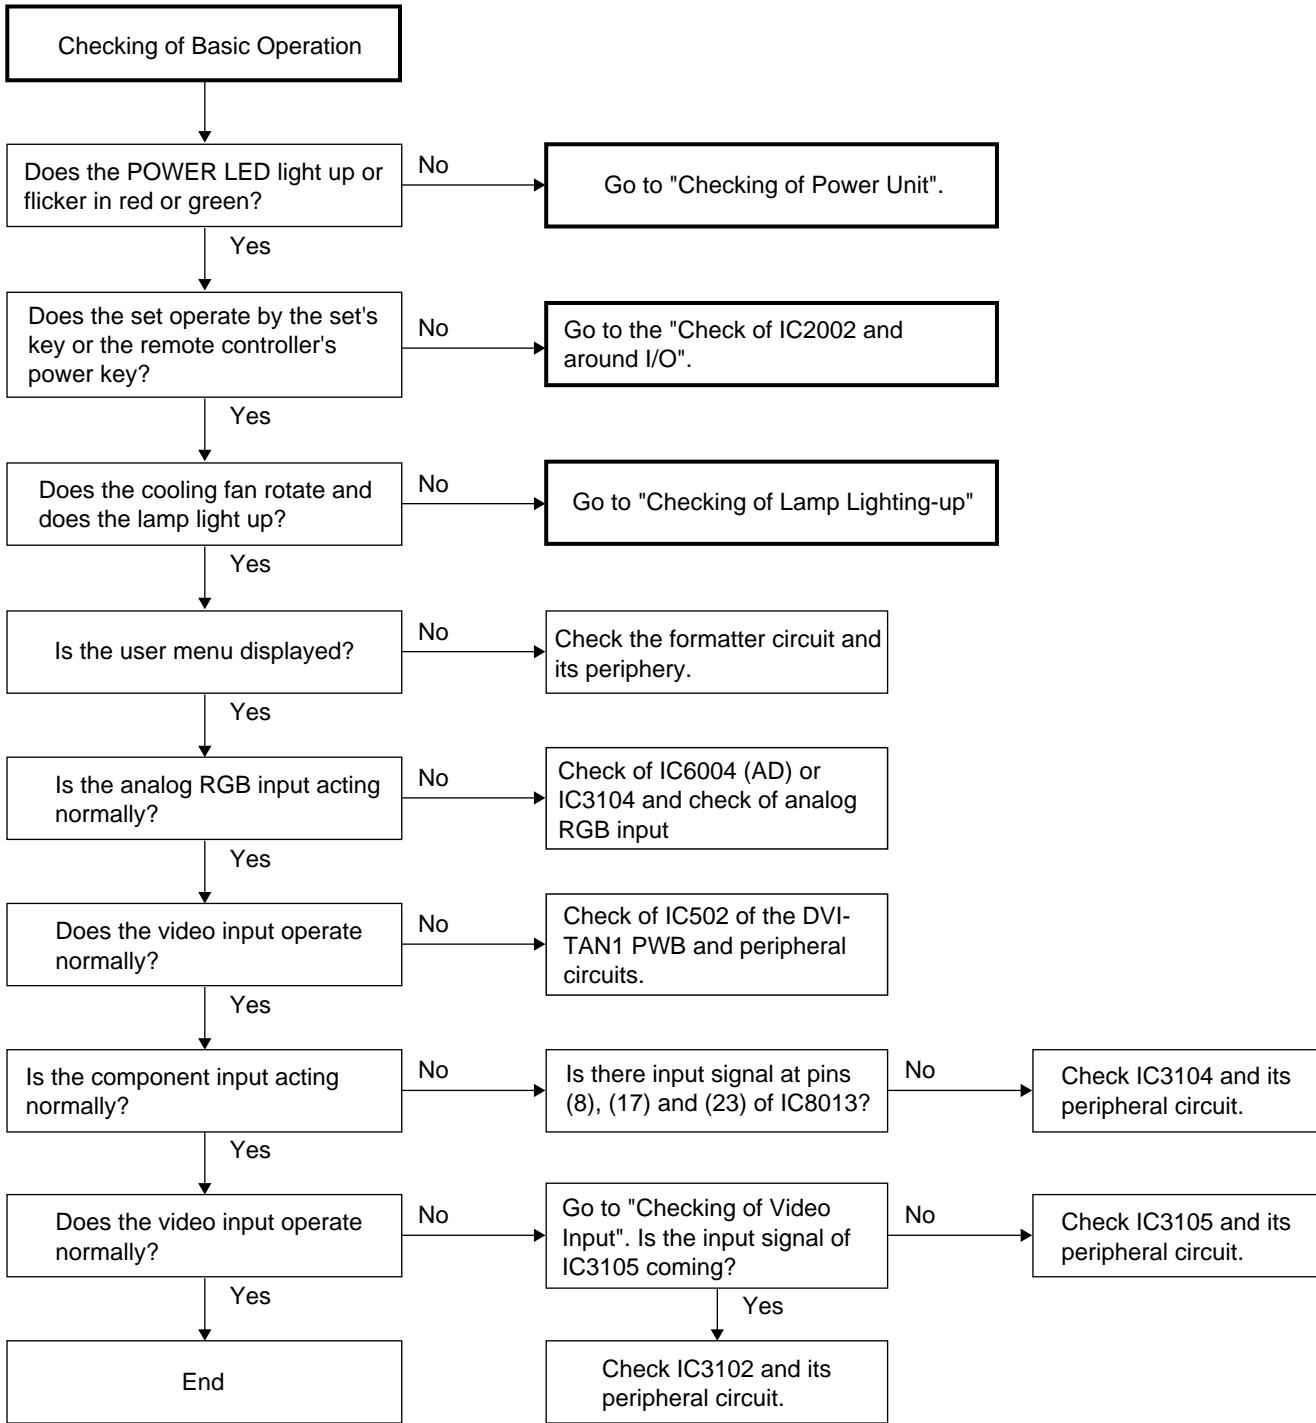 Checking of Basic Operation
Does the POWER LED light up or
flicker in red or green?
No
Go to "Checking of Power Unit".
Yes
Does the set operate by the set's
key or the remote controller's
power key?
No
Go to the "Check of IC2002 and
around I/O".
Yes
Does the cooling fan rotate and
does the lamp light up?
No
Go to "Checking of Lamp Lighting-up"
Yes
Is the user menu displayed?
No
Check the formatter circuit and
its periphery.
Yes
Is the analog RGB input acting
normally?
No
Check of IC6004 (AD) or
IC3104 and check of analog
RGB input
Yes
Does the video input operate
normally?
No
Check of IC502 of the DVI-
TAN1 PWB and peripheral
circuits.
Yes
Is the component input acting
normally?
No
Is there input signal at pins
(8), (17) and (23) of IC8013?
No
Check IC3104 and its
peripheral circuit.
Yes
Does the video input operate
normally?
No
Go to "Checking of Video
Input". Is the input signal of
IC3105 coming?
No
Check IC3105 and its
peripheral circuit.
Yes
Yes
End
Check IC3102 and its
peripheral circuit.